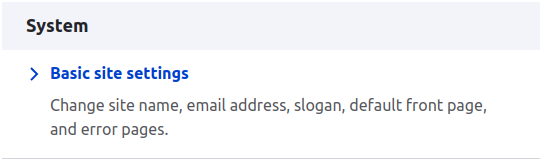 System
Basic site settings
Change site name, email address, slogan, default front page,
and error pages.